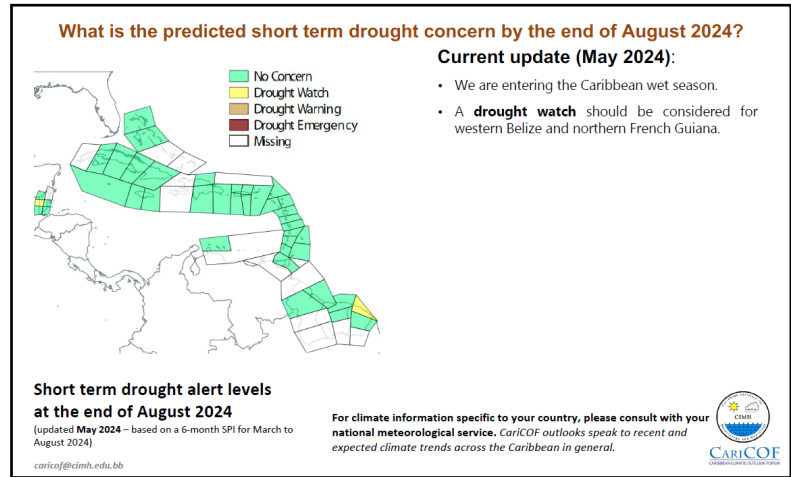 What is the predicted short term drought concern by the end of August 2024?
No Concern
Drought Watch
Drought Warning
Drought Emergency
Missing
Current update (May 2024):
• We are entering the Caribbean wet season.
• A drought watch should be considered for
western Belize and northern French Guiana.
Short term drought alert levels
at the end of August 2024
(updated May 2024 – based on a 6-month SPI for March to
August 2024)
caricof@cimh.edu.bb
For climate information specific to your country, please consult with your
national meteorological service. CariCOF outlooks speak to recent and
expected climate trends across the Caribbean in general.
CIMH
CARICOF
CARIBBEAN CLIMATE OUTLOOK FORUM